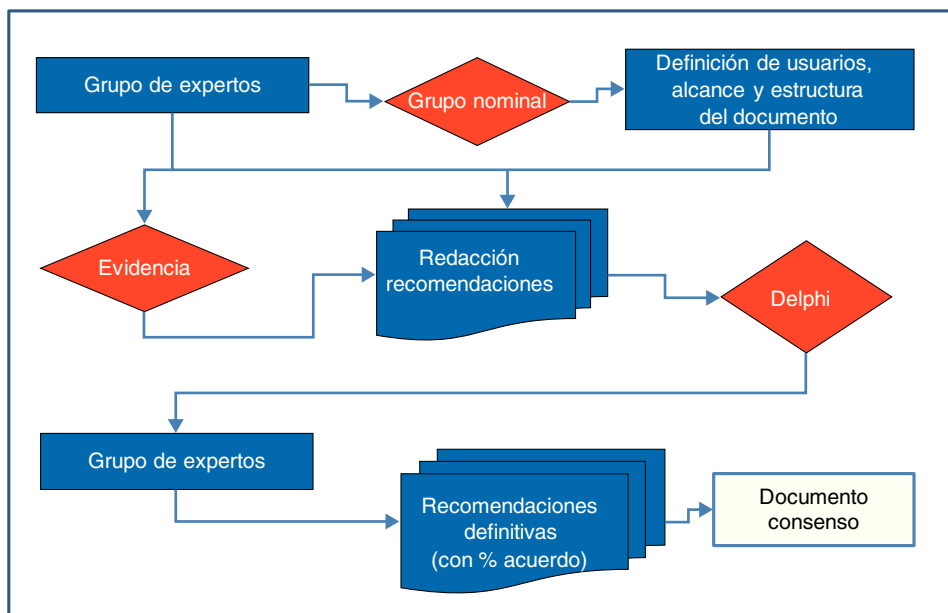 Grupo de expertos
Grupo nominal
Definición de usuarios,
alcance y estructura
del documento
Evidencia
Redacción
recomendaciones
Delphi
Grupo de expertos
Recomendaciones
definitivas
(con % acuerdo)
Documento
consenso